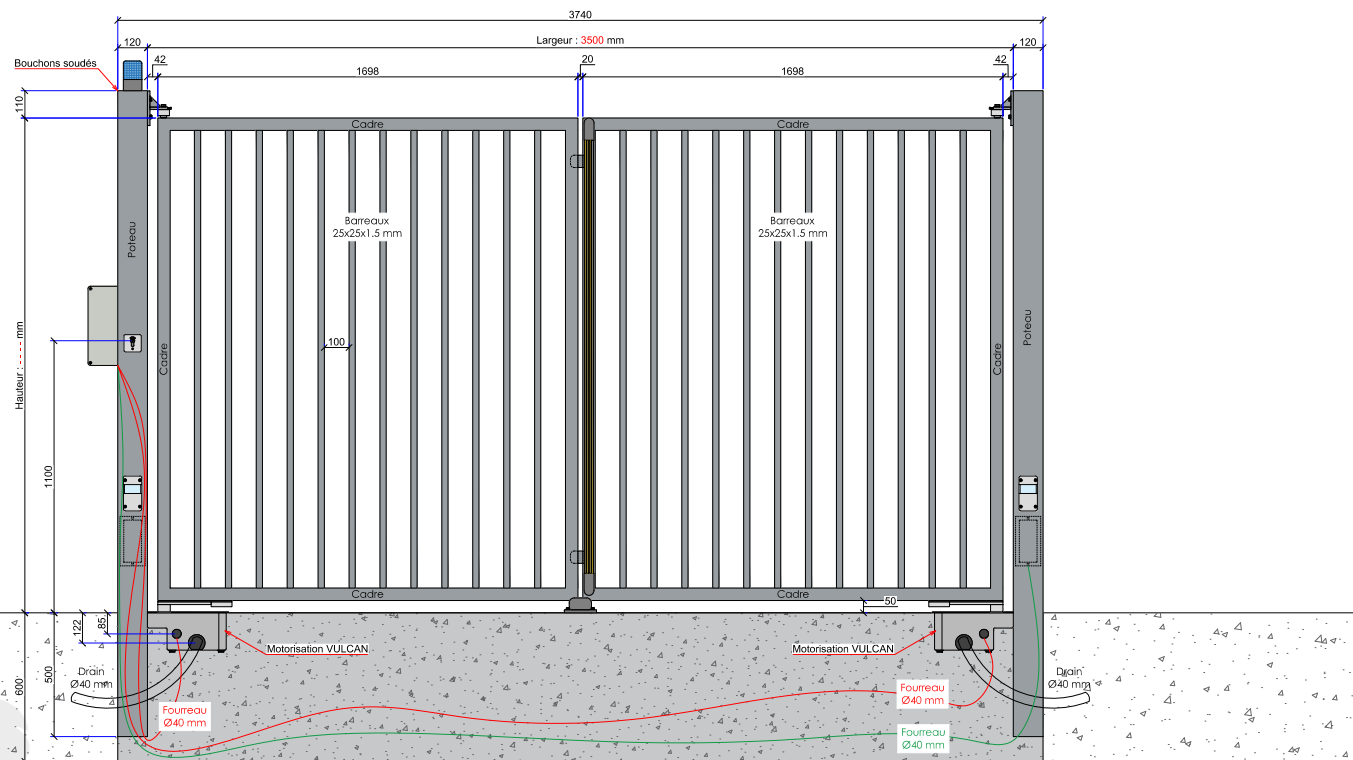 3740
120
Largeur : 3500 mm
120
Bouchons soudés
42
1698
20
1698
42
110
Cadre
Cadre
Barreaux
25x25x1.5 mm
Barreaux
25x25x1.5 mm
Poteau
Poteau
Hauteur : ---- mm
Cadre
100
Cadre
1100
Cadre
Cadre
50
122
85
Motorisation VULCAN
Motorisation VULCAN
600
500
Drain
Ø40 mm
Drain
Ø40 mm
Fourreau
Ø40 mm
Fourreau
Ø40 mm
Fourreau
Ø40 mm